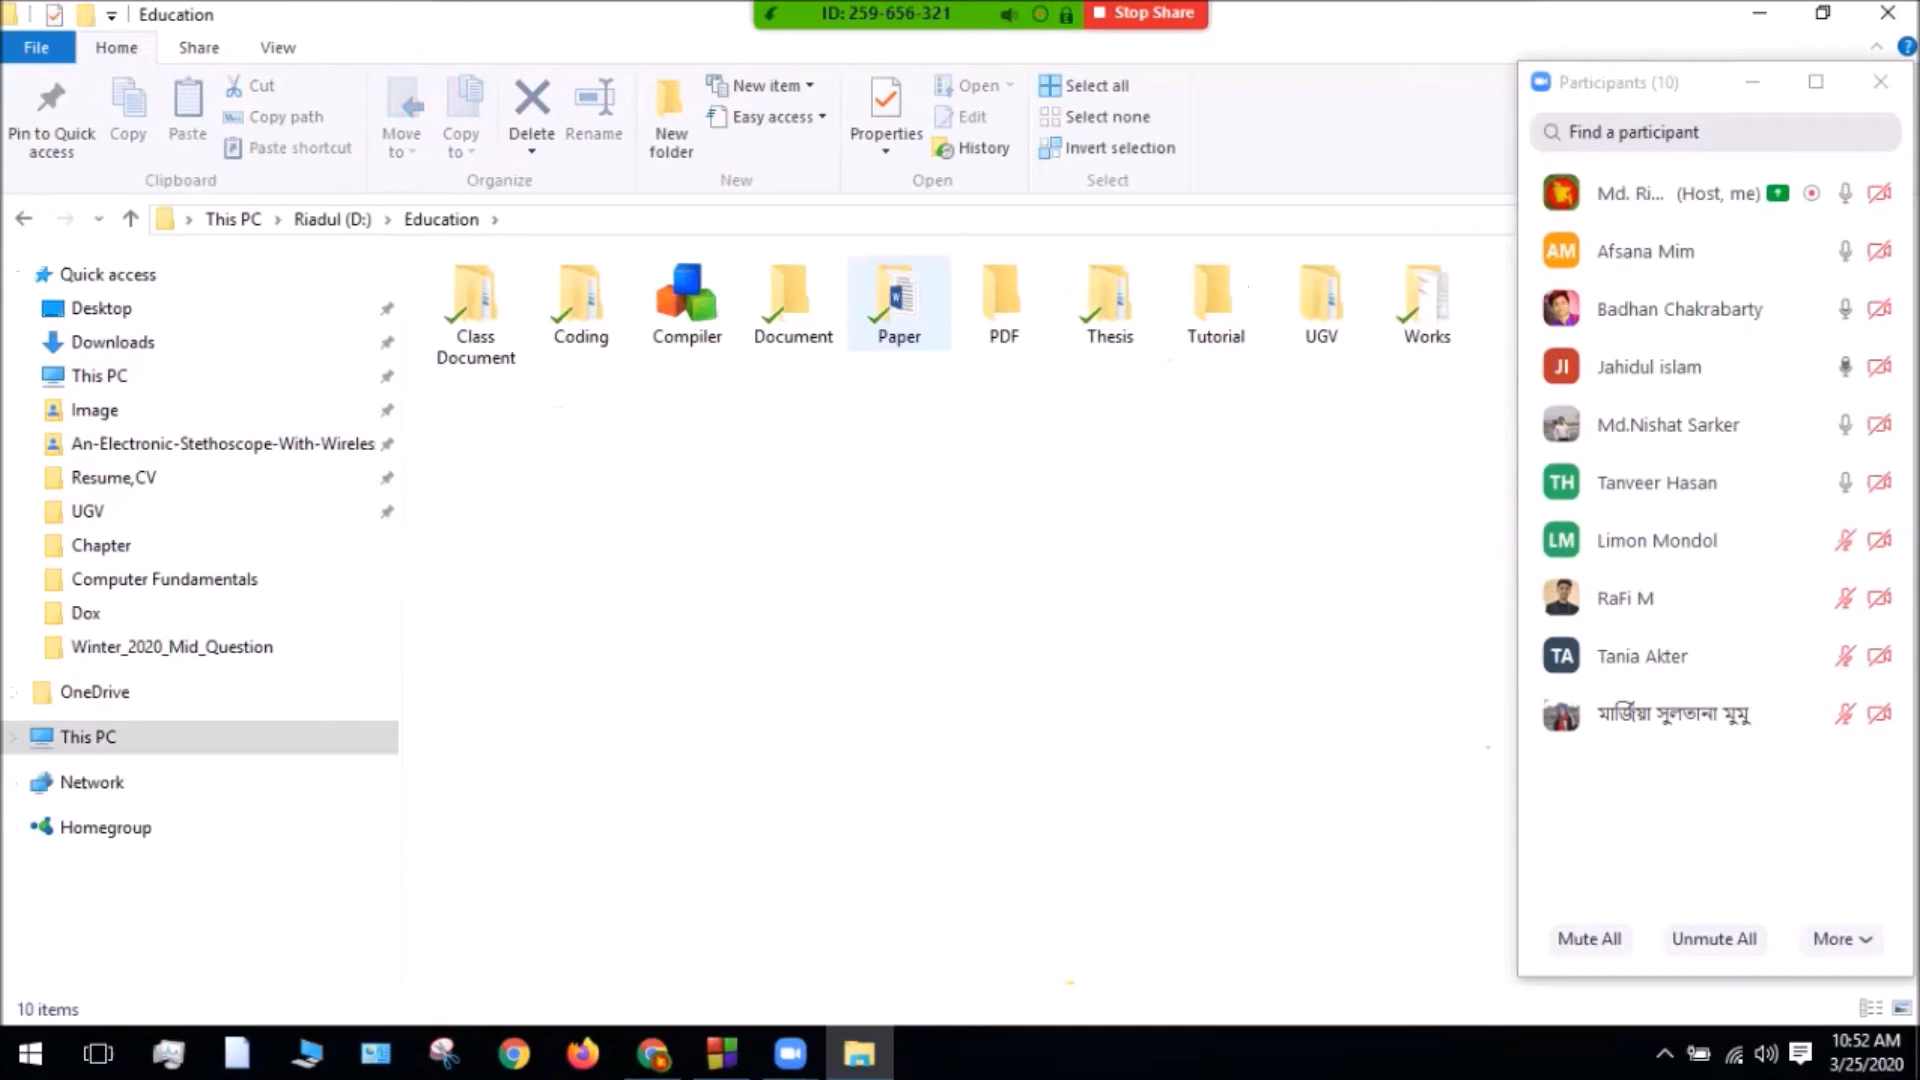 Education
ID: 259-656-321
Stop Share
File Home Share View
Pin to Quick access
Copy
Paste
Cut
Copy path
Paste shortcut
Clipboard
Move to
Copy to
Delete
Rename
Organize
New folder
New item
Easy access
New
Properties
Open
Edit
History
Open
Select all
Select none
Invert selection
Select
This PC > Riadul (D:) > Education >
Quick access
Desktop
Downloads
This PC
Image
An-Electronic-Stethoscope-With-Wireles
Resume,CV
UGV
Chapter
Computer Fundamentals
Dox
Winter_2020_Mid_Question
OneDrive
This PC
Network
Homegroup
Class Document
Coding
Compiler
Document
Paper
PDF
Thesis
Tutorial
UGV
Works
Participants (10)
Find a participant
Md. Ri... (Host, me)
AM Afsana Mim
Badhan Chakrabarty
JI Jahidul islam
Md.Nishat Sarker
TH Tanveer Hasan
LM Limon Mondol
RaFi M
TA Tania Akter
মার্জিয়া সুলতানা মুমু
Mute All Unmute All More
10 items
10:52 AM
3/25/2020